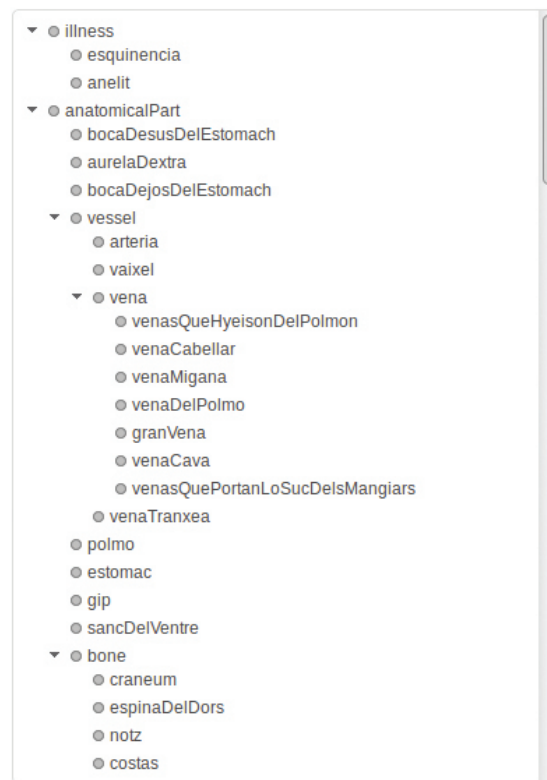 illness
esquinencia
anelit
anatomicalPart
bocaDesusDelEstomach
aurelaDextra
bocaDejosDelEstomach
vessel
arteria
vaixel
vena
venasQueHyeisonDelPolmon
venaCabellar
venaMigana
venaDelPolmo
granVena
venaCava
venasQuePortanLoSucDelsMangiars
venaTranxea
polmo
estomac
gip
sancDelVentre
bone
craneum
espinaDelDors
notz
costas